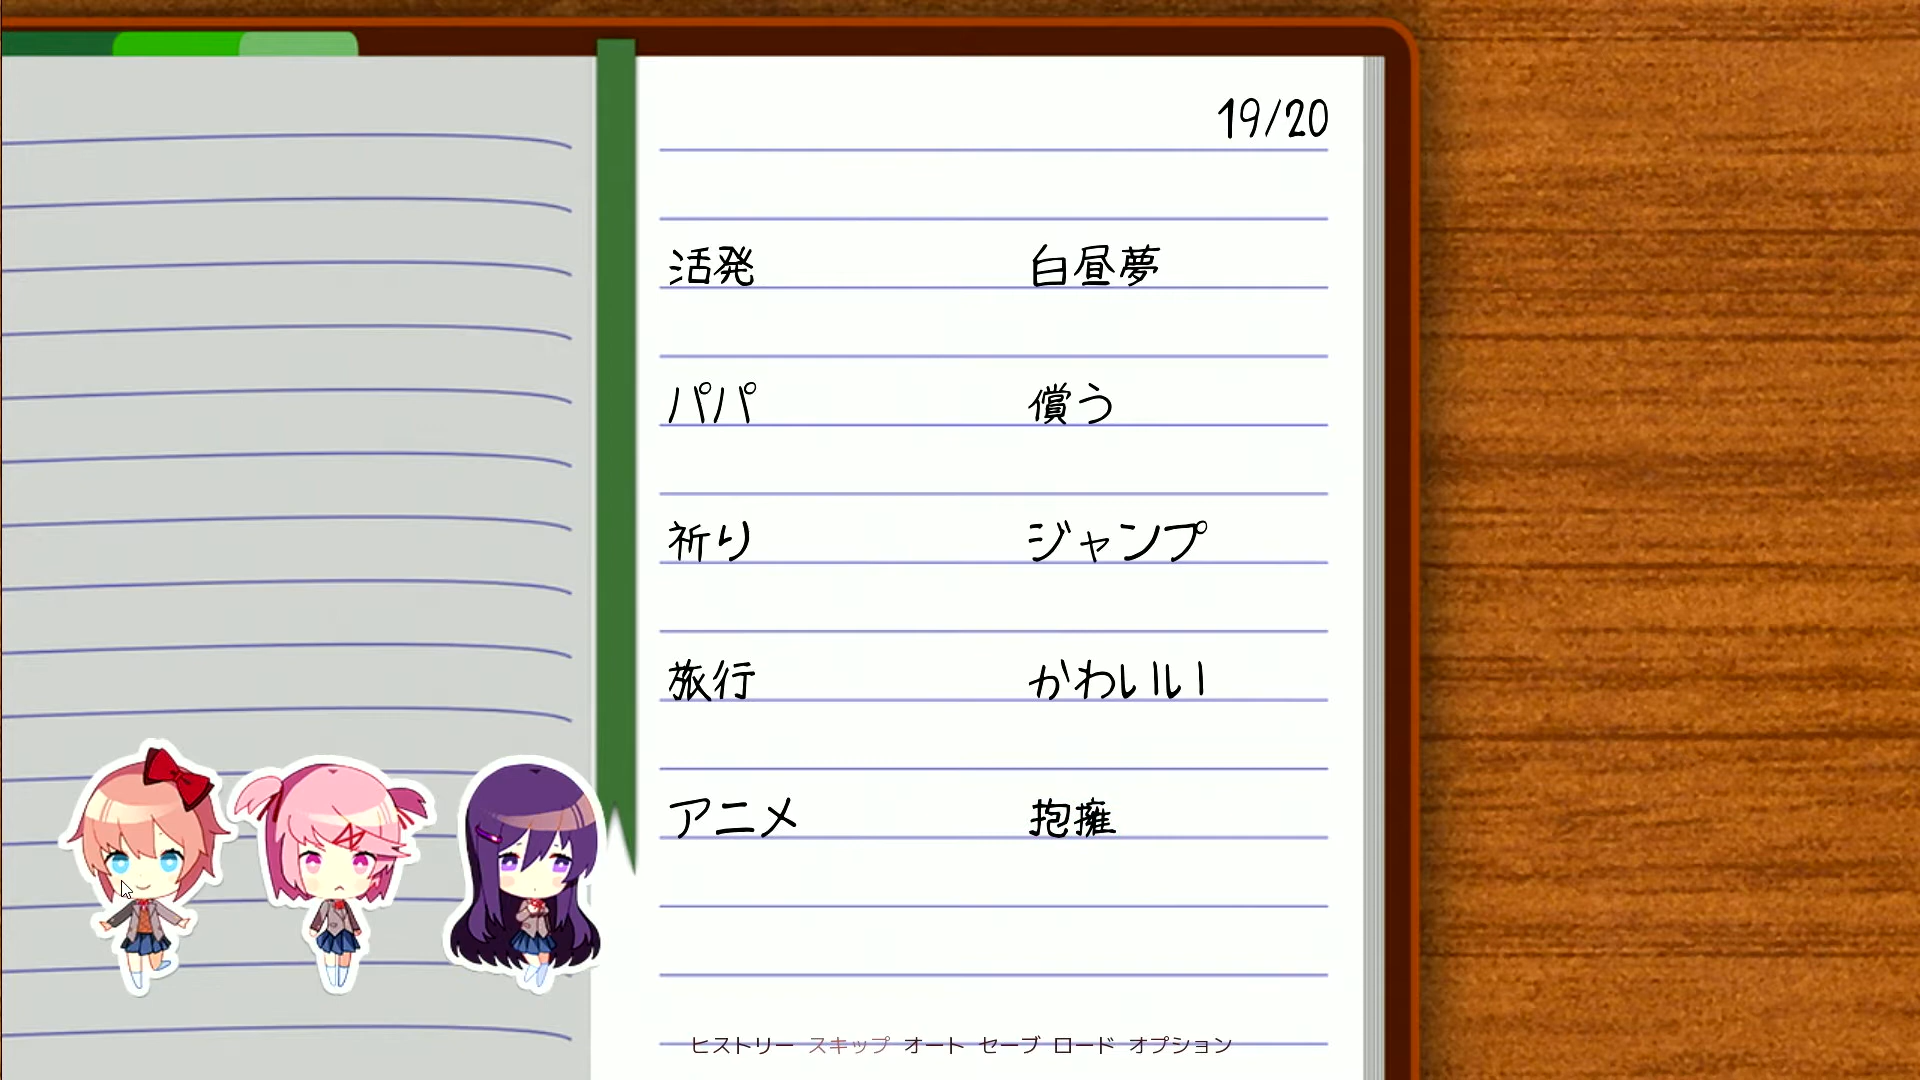 19/20
活発 白昼夢
パパ 償う
祈り ジャンプ
旅行 かわいい
アニメ 抱擁
ヒストリー スキップ オート セーブ ロード オプション